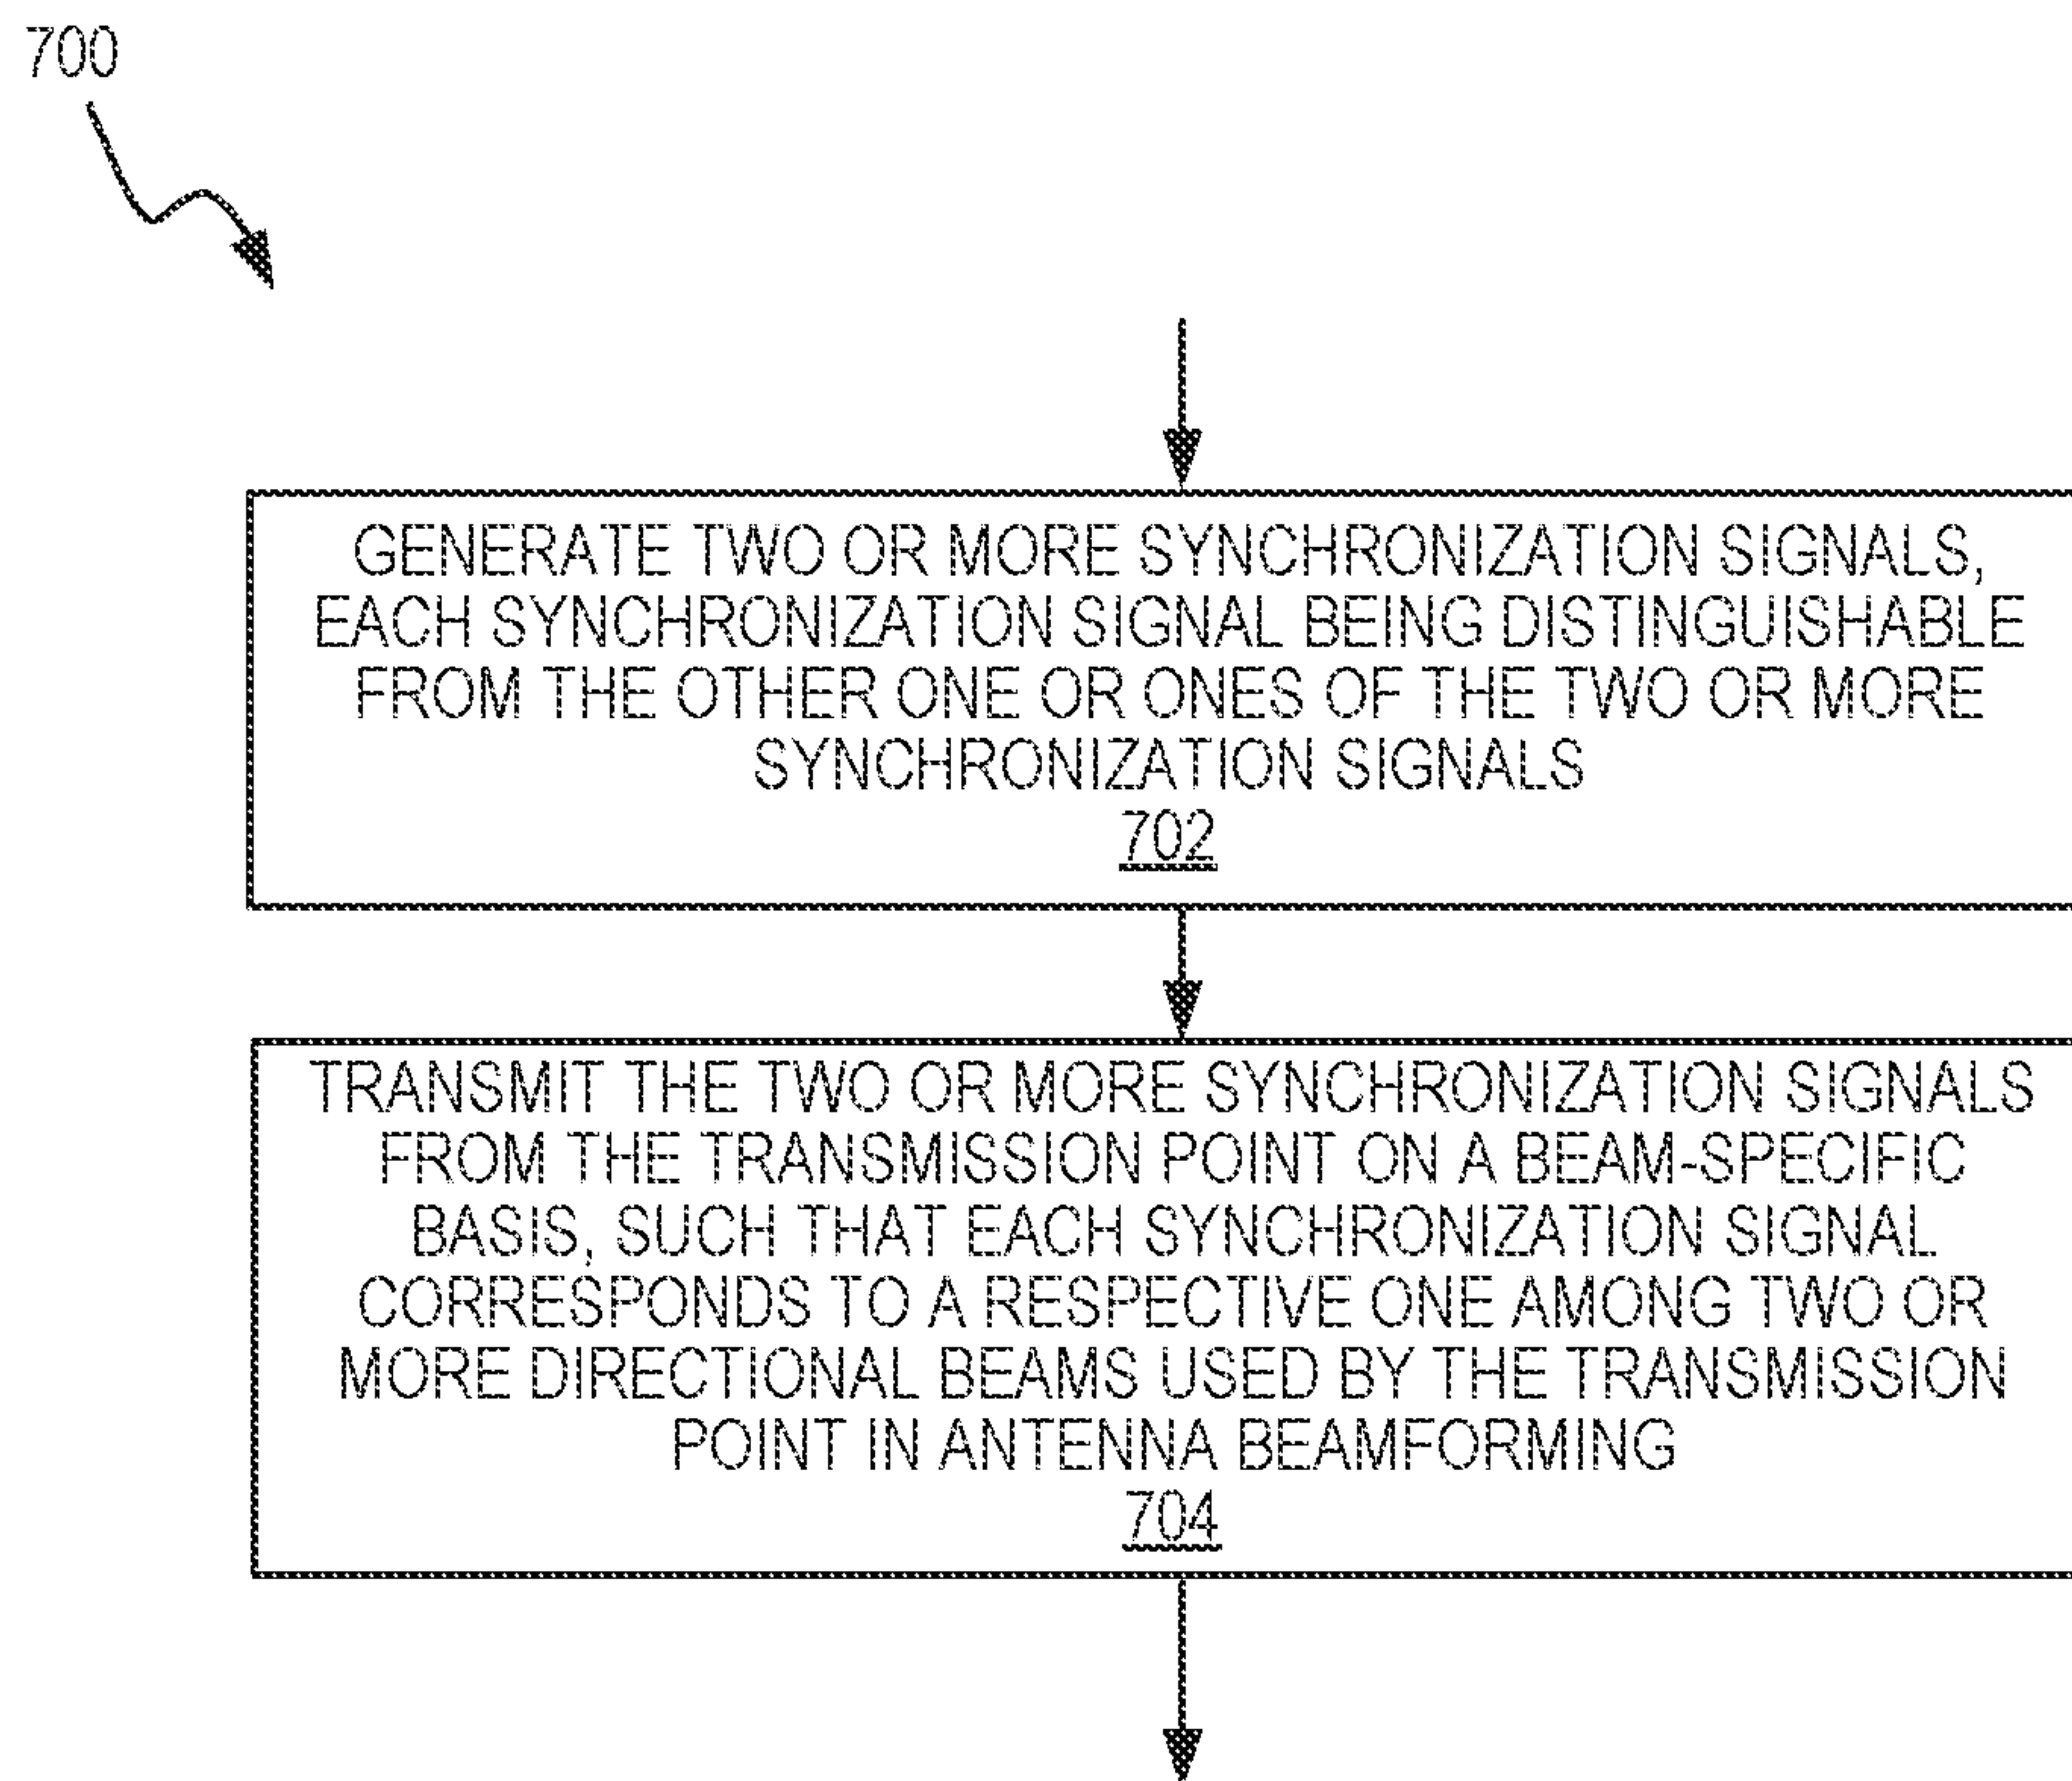 700
GENERATE TWO OR MORE SYNCHRONIZATION SIGNALS,
EACH SYNCHRONIZATION SIGNAL BEING DISTINGUISHABLE
FROM THE OTHER ONE OR ONES OF THE TWO OR MORE
SYNCHRONIZATION SIGNALS
702
TRANSMIT THE TWO OR MORE SYNCHRONIZATION SIGNALS
FROM THE TRANSMISSION POINT ON A BEAM-SPECIFIC
BASIS, SUCH THAT EACH SYNCHRONIZATION SIGNAL
CORRESPONDS TO A RESPECTIVE ONE AMONG TWO OR
MORE DIRECTIONAL BEAMS USED BY THE TRANSMISSION
POINT IN ANTENNA BEAMFORMING
704